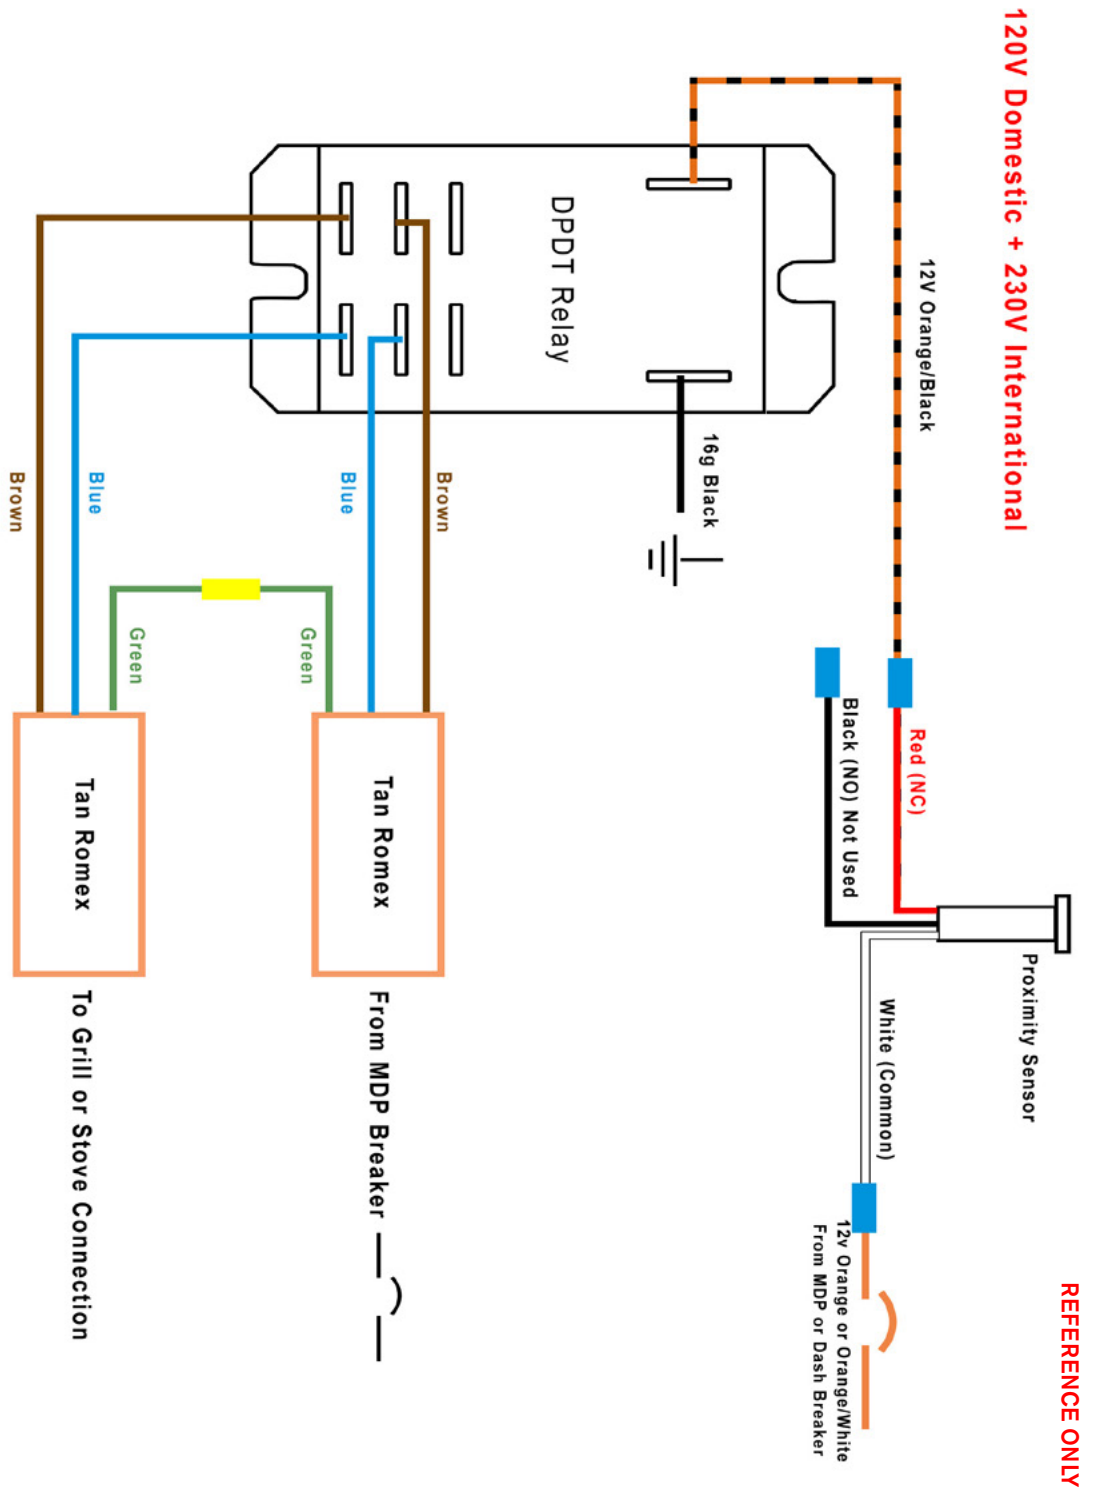 120V Domestic + 230V International
REFERENCE ONLY
12V Orange/Black
Red (NC)
Black (NO) Not Used
Proximity Sensor
White (Common)
12v Orange or Orange/White
From MDP or Dash Breaker
DPDT Relay
16g Black
Brown
Blue
Green
Tan Romex
From MDP Breaker
Green
Blue
Brown
Tan Romex
To Grill or Stove Connection